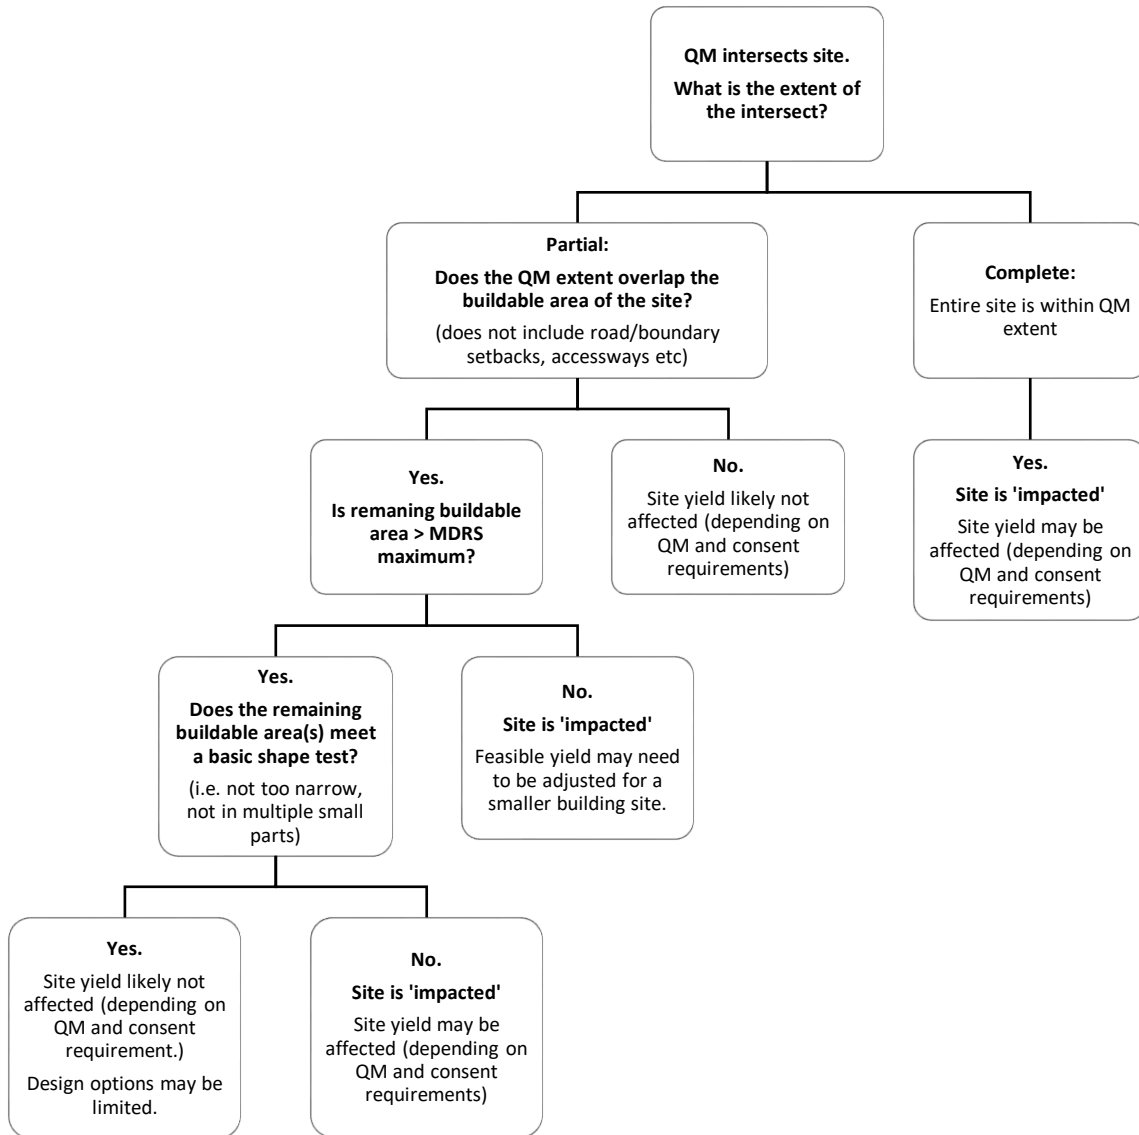 QM intersects site.
What is the extent of
the intersect?
Partial:
Does the QM extent overlap the
buildable area of the site?
(does not include road/boundary
setbacks, accessways etc)
Complete:
Entire site is within QM
extent
Yes.
Is remaning buildable
area > MDRS
maximum?
No.
Site yield likely not
affected (depending on
QM and consent
requirements)
Yes.
Site is 'impacted'
Site yield may be
affected (depending on
QM and consent
requirements)
Yes.
Does the remaining
buildable area(s) meet
a basic shape test?
(i.e. not too narrow,
not in multiple small
parts)
No.
Site is 'impacted'
Feasible yield may need
to be adjusted for a
smaller building site.
Yes.
Site yield likely not
affected (depending on
QM and consent
requirement.)
Design options may be
limited.
No.
Site is 'impacted'
Site yield may be
affected (depending on
QM and consent
requirements)